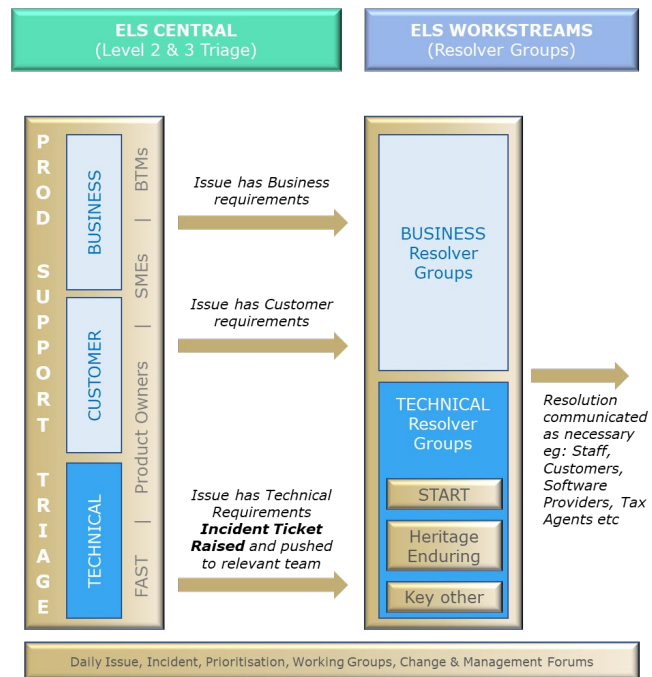 ELS CENTRAL
(Level 2 & 3 Triage)
ELS WORKSTREAMS
(Resolver Groups)
PROD SUPPORT TRIAGE
BUSINESS
CUSTOMER
TECHNICAL
FAST | Product Owners | SMEs | BTMs
Issue has Business
requirements
Issue has Customer
requirements
Issue has Technical
Requirements
Incident Ticket
Raised and pushed
to relevant team
BUSINESS
Resolver
Groups
TECHNICAL
Resolver
Groups
START
Heritage
Enduring
Key other
Resolution
communicated
as necessary
eg: Staff,
Customers,
Software
Providers, Tax
Agents etc
Daily Issue, Incident, Prioritisation, Working Groups, Change & Management Forums